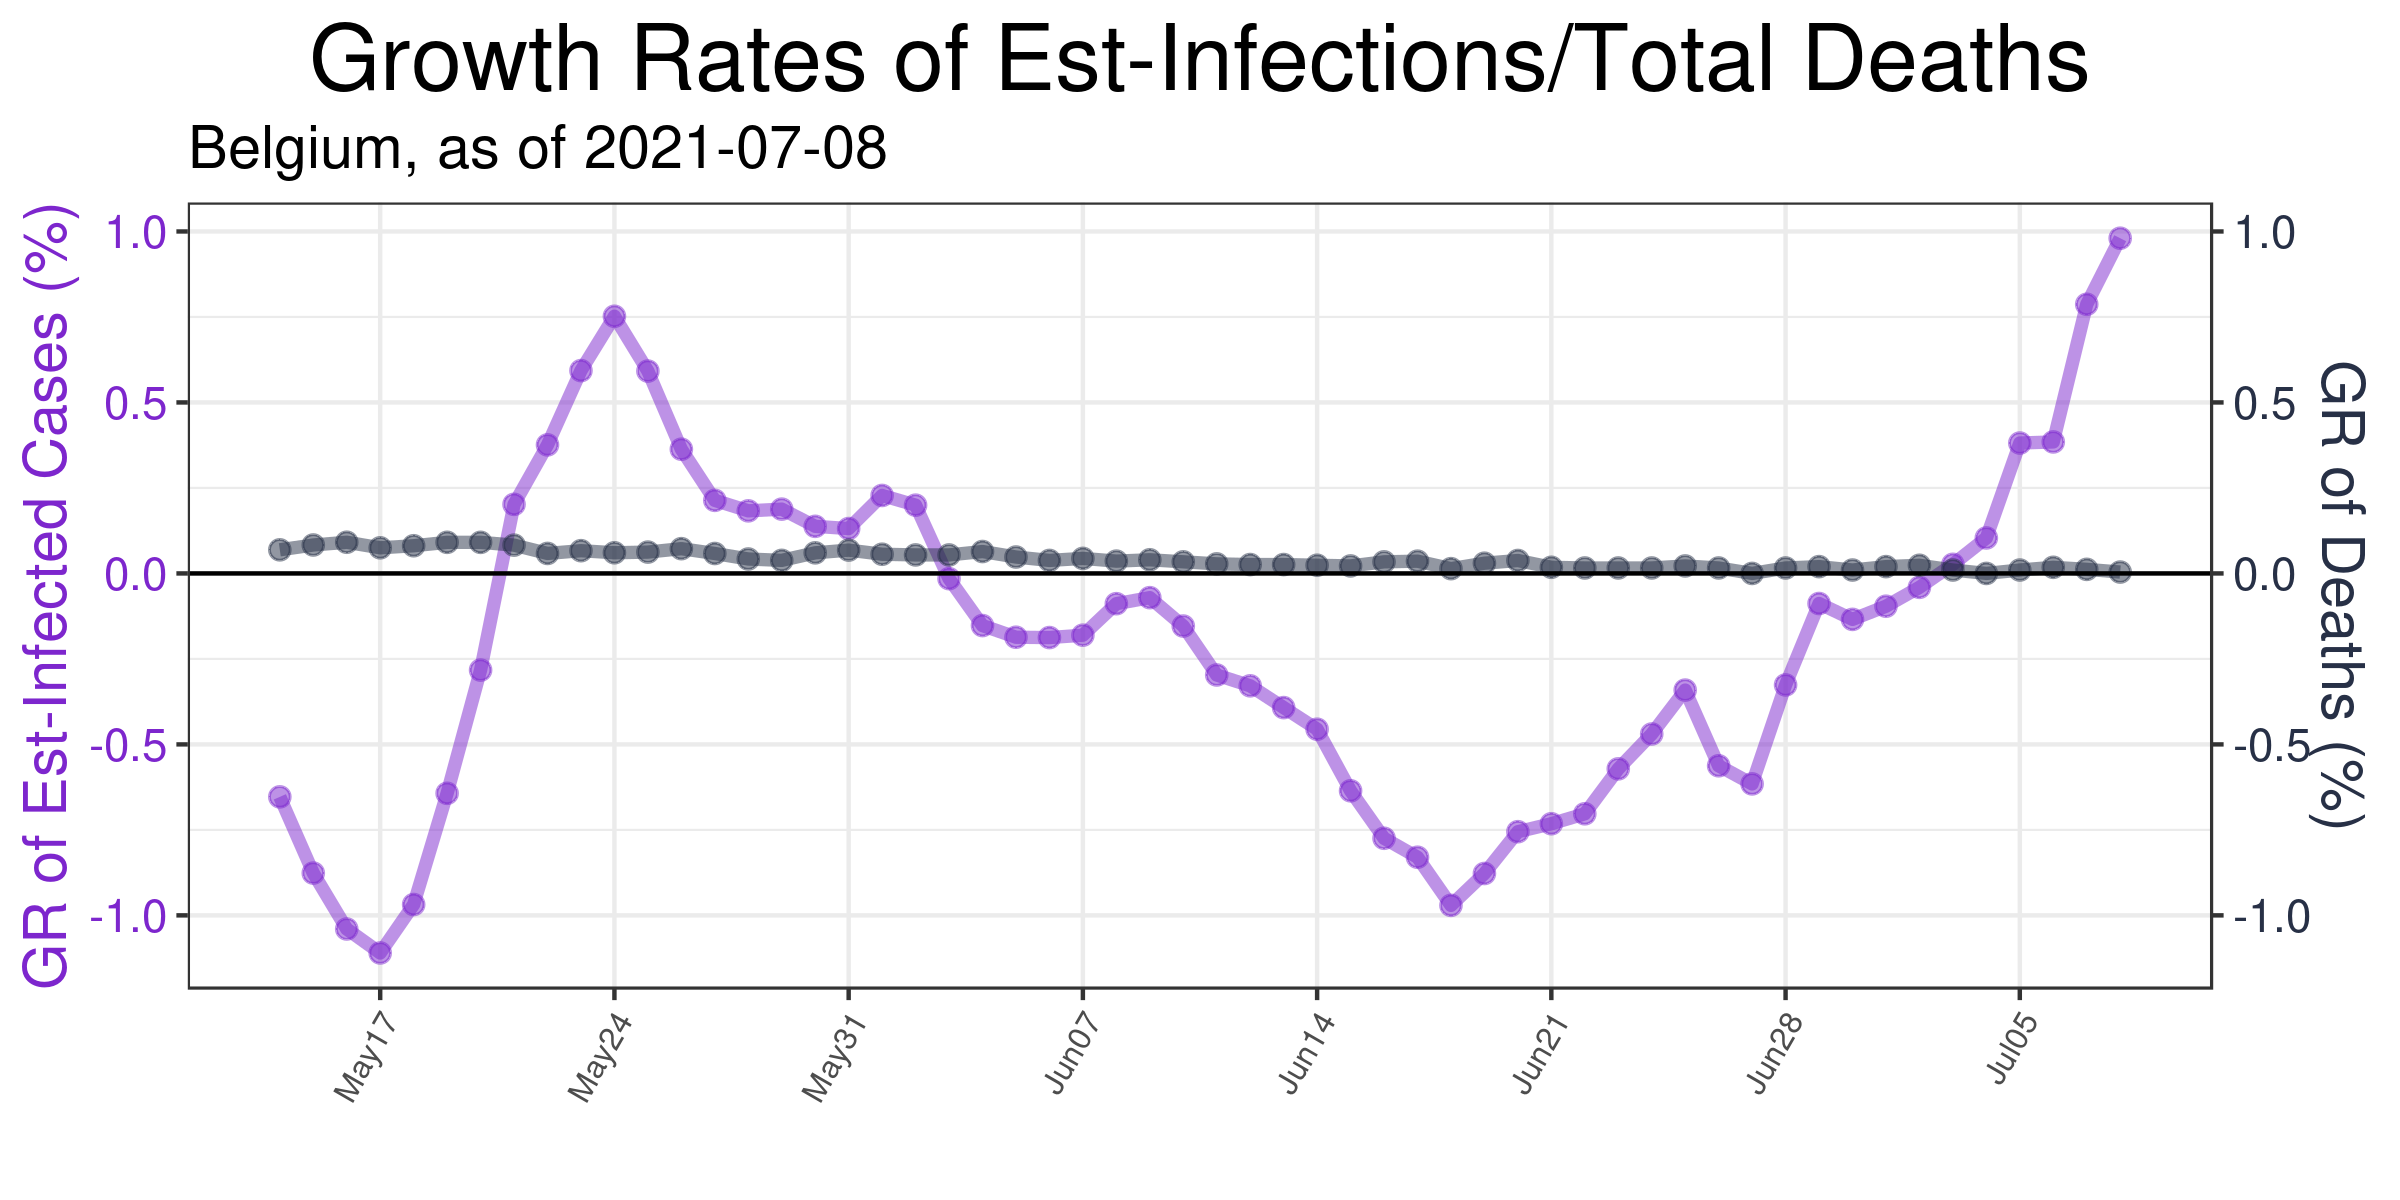 Growth Rates of Est-Infections/Total Deaths
Belgium, as of 2021-07-08
GR of Est-Infected Cases (%)
1.0
0.5
0.0
-0.5
-1.0
1.0
0.5
0.0
-0.5
-1.0
GR of Deaths (%)
May17
May24
May31
Jun07
Jun14
Jun21
Jun28
Jul05